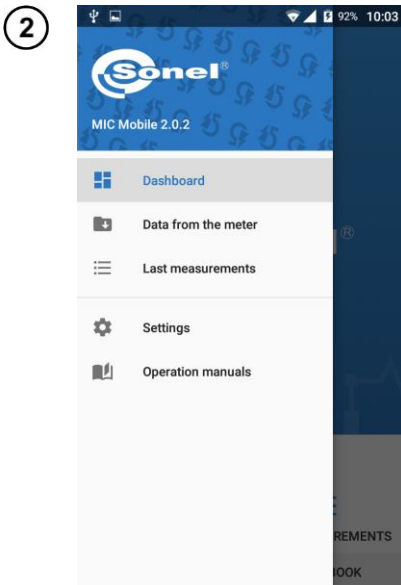 2
92% 10:03
Sonel®
MIC Mobile 2.0.2
Dashboard
Data from the meter
Last measurements
Settings
Operation manuals
®
REMENTS
OOK